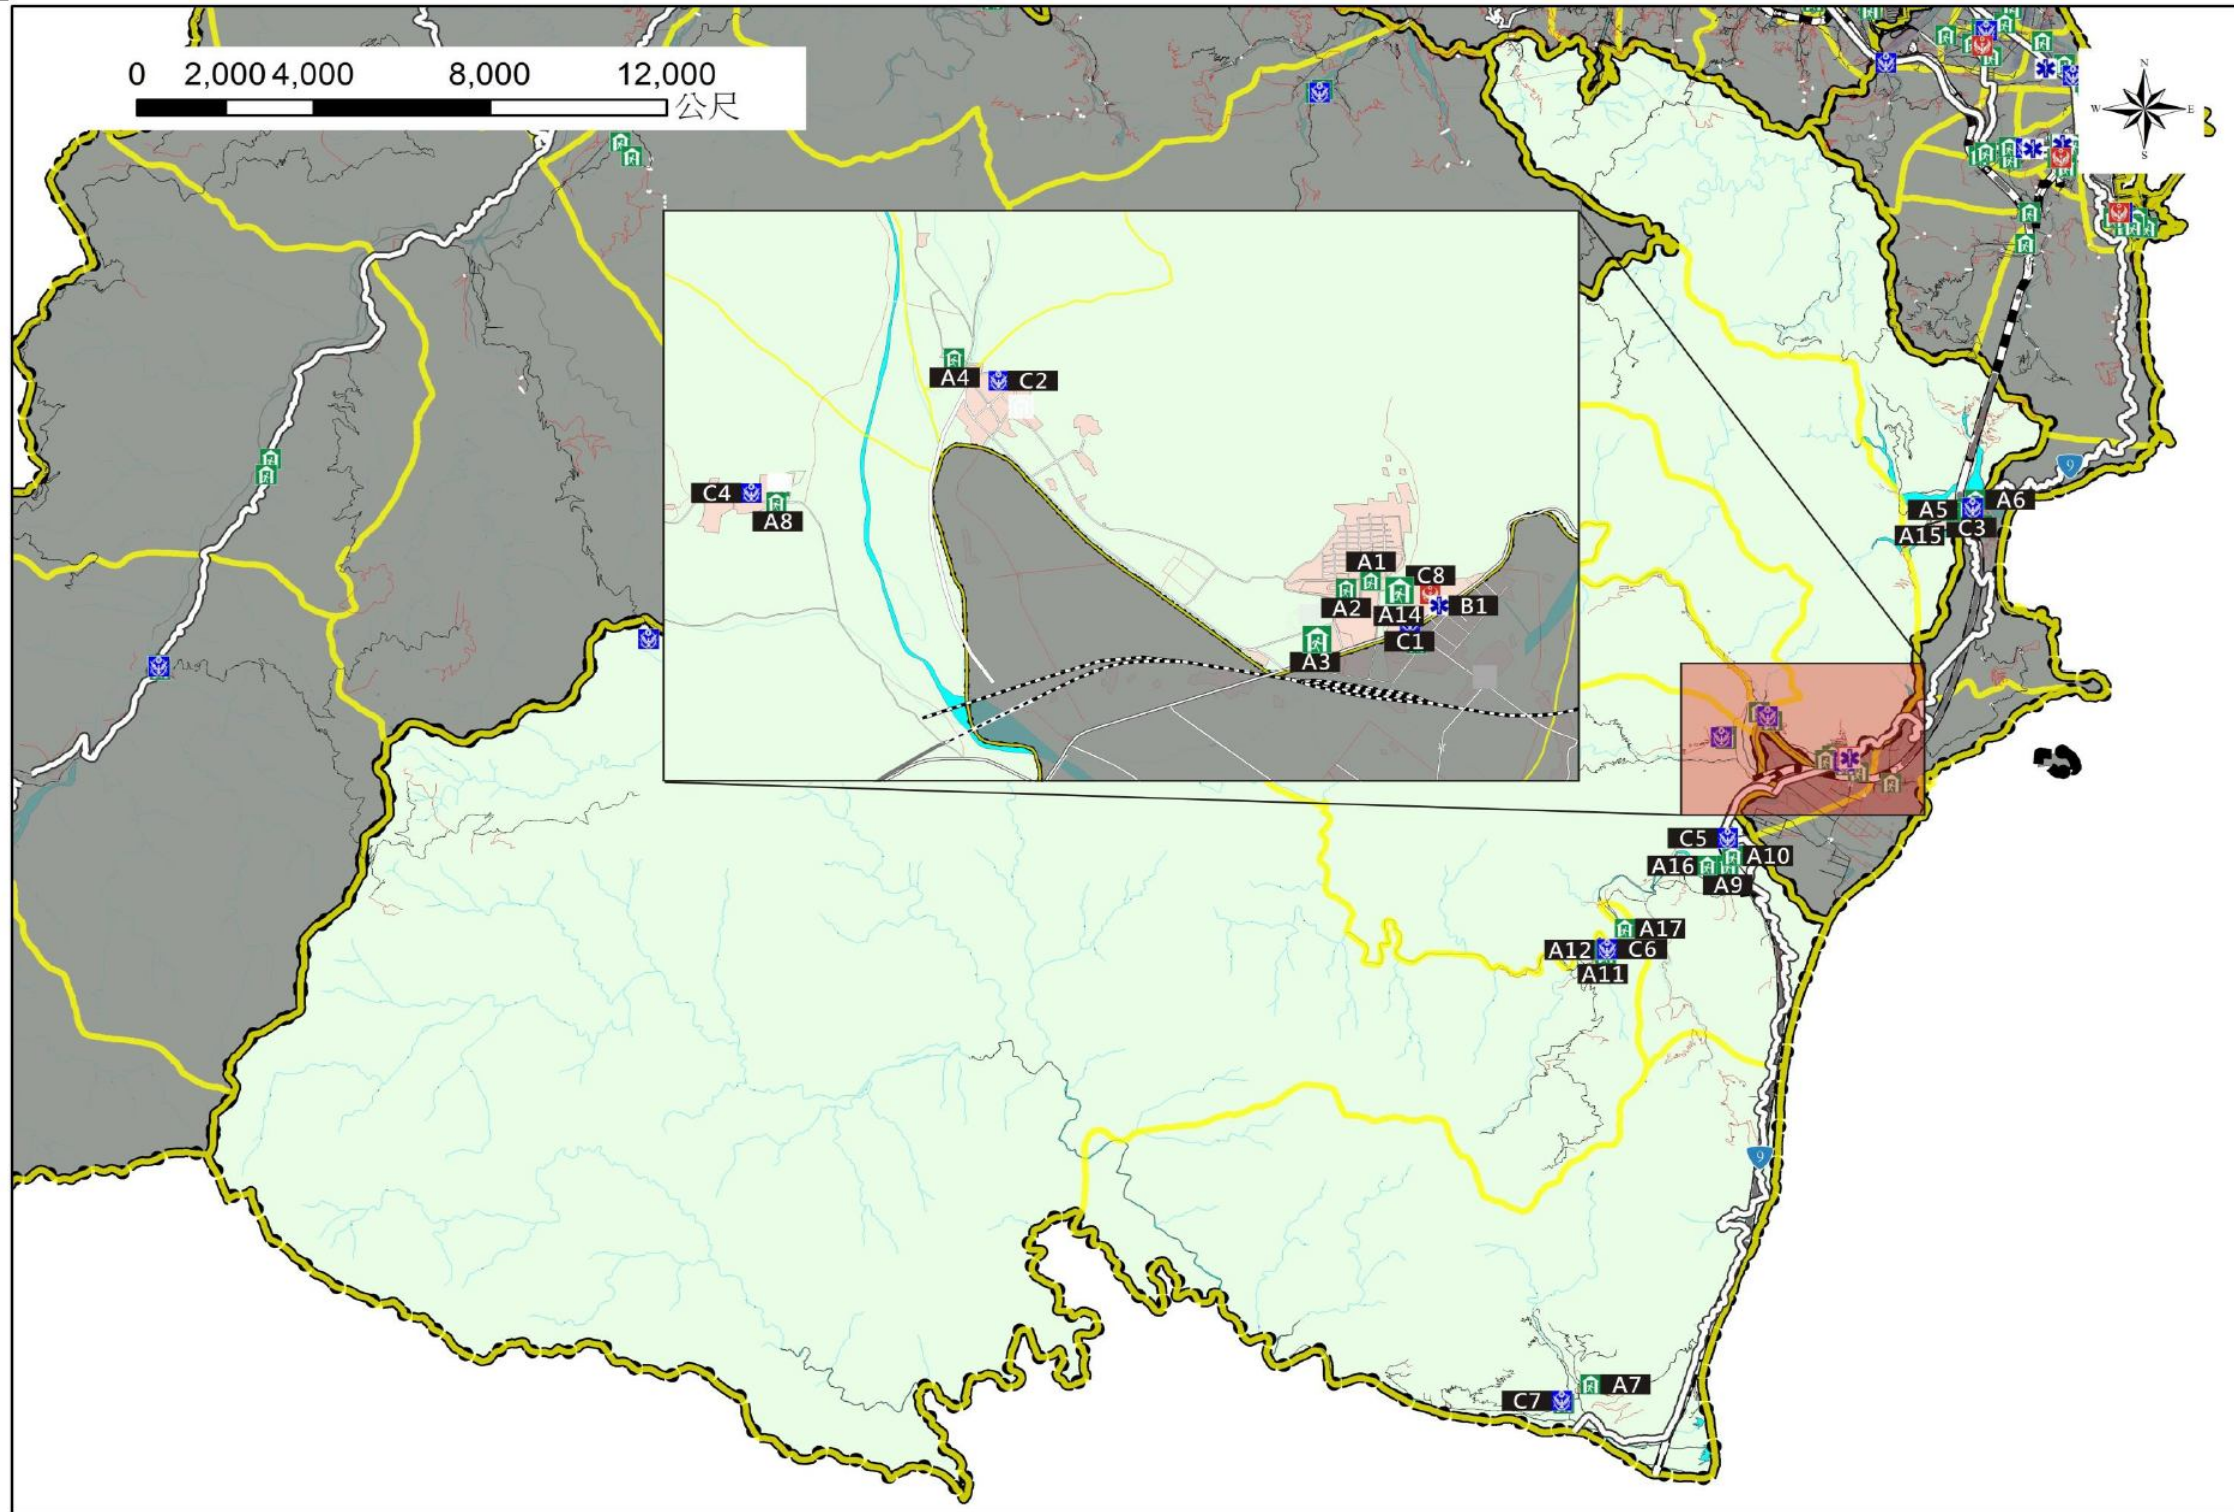 0 2,000 4,000 8,000 12,000
公尺
N
W E
S
A4
C2
C4
A8
A1
C8
A2
A14
B1
C1
A3
9
A6
A5
A15
C3
C5
A16
A10
A9
A17
A12
C6
A11
9
A7
C7